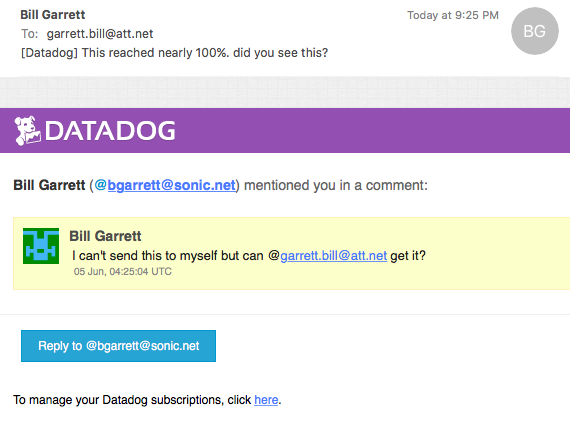 Bill Garrett
Today at 9:25 PM
To: garrett.bill@att.net
[Datadog] This reached nearly 100%. did you see this?
BG
DATADOG
Bill Garrett (@bgarrett@sonic.net) mentioned you in a comment:
Bill Garrett
I can't send this to myself but can @garrett.bill@att.net get it?
05 Jun, 04:25:04 UTC
Reply to @bgarrett@sonic.net
To manage your Datadog subscriptions, click here.